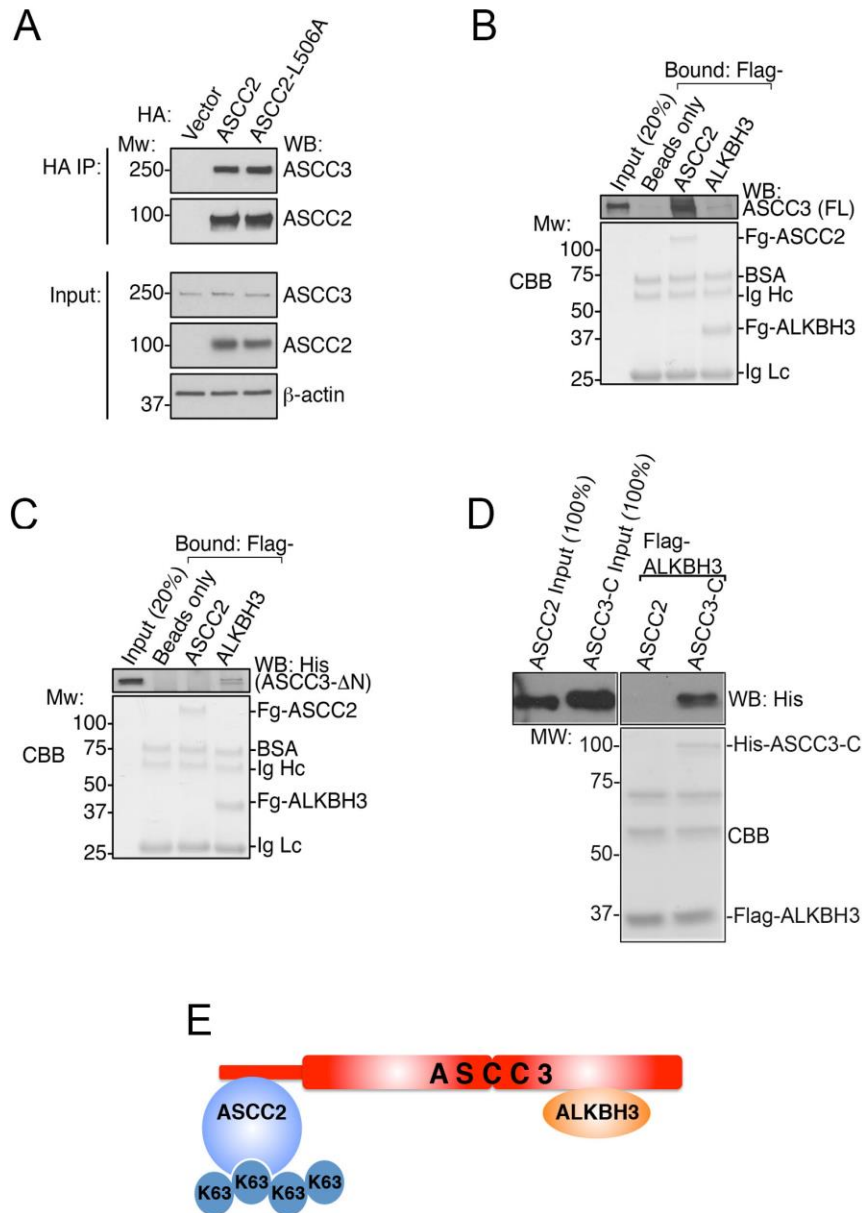 A
HA:
Vector
ASCC2
ASCC2-L506A
Mw:
WB:
HA IP:
250-
ASCC3
100-
ASCC2
Input:
250-
ASCC3
100-
ASCC2
37-
β-actin
B
Bound: Flag-
Input (20%)
Beads only
ASCC2
ALKBH3
WB:
ASCC3 (FL)
Mw:
100-
-Fg-ASCC2
CBB
75-
-BSA
-Ig Hc
50-
-Fg-ALKBH3
37-
25-
-Ig Lc
C
Bound: Flag-
Input (20%)
Beads only
ASCC2
ALKBH3
WB: His
(ASCC3-ΔN)
Mw:
100-
-Fg-ASCC2
CBB
75-
-BSA
-Ig Hc
50-
-Fg-ALKBH3
37-
25-
-Ig Lc
D
ASCC2 Input (100%)
ASCC3-C Input (100%)
Flag-
ALKBH3
ASCC2
ASCC3-C
WB: His
MW:
100-
-His-ASCC3-C
75-
CBB
50-
37-
-Flag-ALKBH3
E
ASCC3
ASCC2
ALKBH3
K63 K63 K63 K63